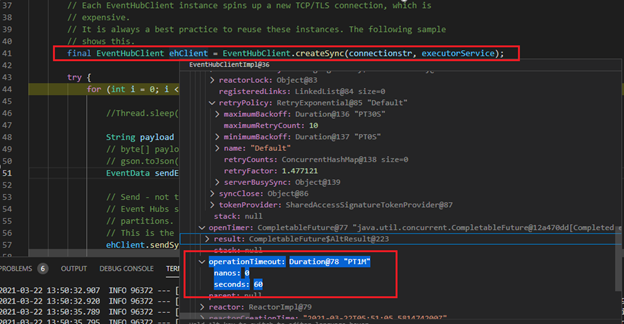 37 // Each EventHubClient instance spins up a new TCP/TLS connection, which is
38 // expensive.
39 // It is always a best practice to reuse these instances. The following sample
40 // shows this.
41 final EventHubClient ehClient = EventHubClient.createSync(connectionstr, executorService);
42 EventHubClientImpl@36
43 try {
reactorLock: Object@83
44 for (int i = 0; i <
registeredLinks: LinkedList@84 size=0
45
retryPolicy: RetryExponential@85 "Default"
46 //Thread.sleep(
maximumBackoff: Duration@136 "PT30S"
47
maximumRetryCount: 10
48 String payload
minimumBackoff: Duration@137 "PT0S"
49 // byte[] paylo
name: "Default"
50 // gson.toJson(
retryCounts: ConcurrentHashMap@138 size=0
51 EventData sendE
retryFactor: 1.477121
52
serverBusySync: Object@139
53 // Send - not t
syncClose: Object@86
54 // Event Hubs s
tokenProvider: SharedAccessSignatureTokenProvider@87
55 // partitions.
stack: null
56 // This is the
openTimer: CompletableFuture@77 "java.util.concurrent.CompletableFuture@12a470dd[Completed
57 ehClient.sendSy
result: CompletableFuture$AltResult@223
stack: null
operationTimeout: Duration@78 "PT1M"
PROBLEMS 6 OUTPUT DEBUG CONSOLE TER
nanos: 0
seconds: 60
2021-03-22 13:50:32.907 INFO 96372 --- [
parent: null
2021-03-22 13:50:32.920 INFO 96372 --- [
reactor: ReactorImpl@79
2021-03-22 13:50:35.789 INFO 96372 --- [
2021-03-22 13:50:35.795 INFO 96372 --- [